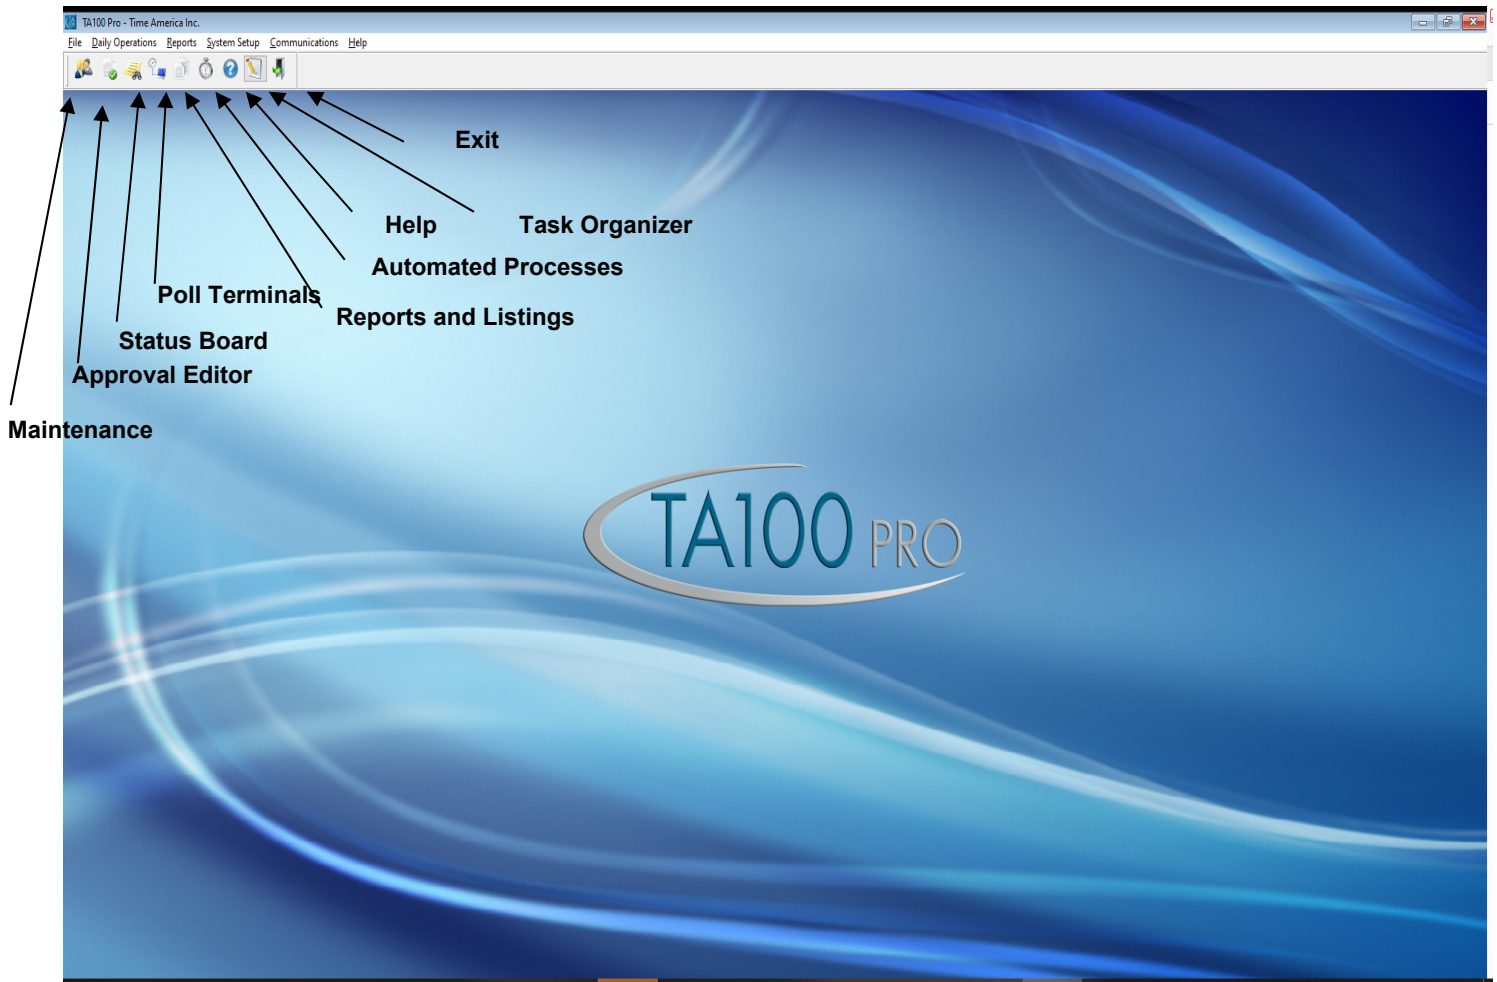 TA100 Pro - Time America Inc.
File Daily Operations Reports System Setup Communications Help
Exit
Help Task Organizer
Automated Processes
Poll Terminals
Reports and Listings
Status Board
Approval Editor
Maintenance
TA100 PRO